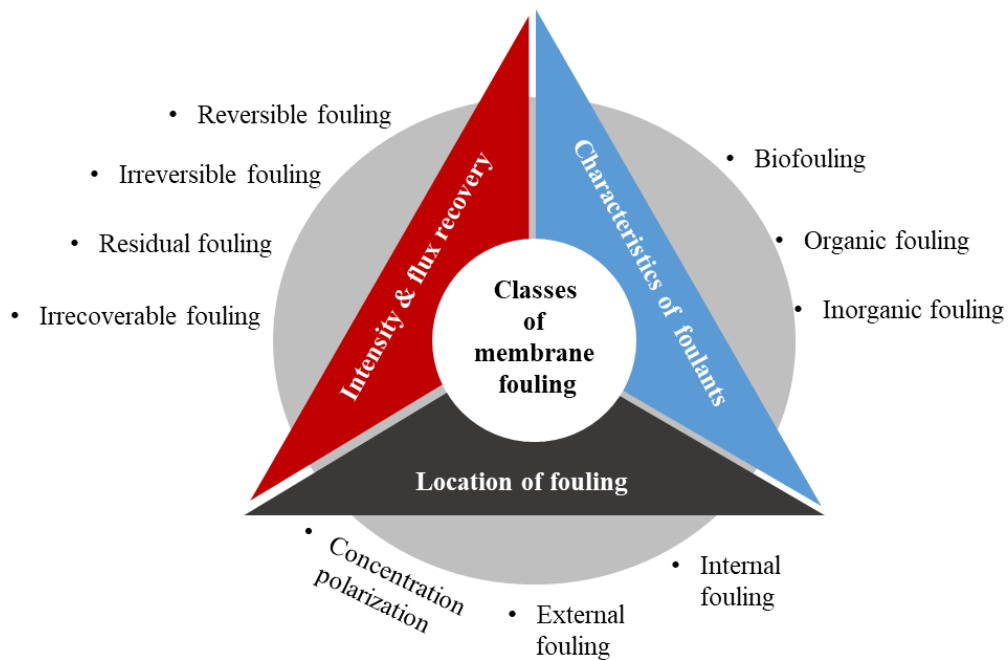 • Reversible fouling
• Irreversible fouling
• Residual fouling
• Irrecoverable fouling
Intensity & flux recovery
Characteristics of foulants
• Biofouling
• Organic fouling
• Inorganic fouling
Classes
of
membrane
fouling
Location of fouling
• Concentration
polarization
• External
fouling
• Internal
fouling